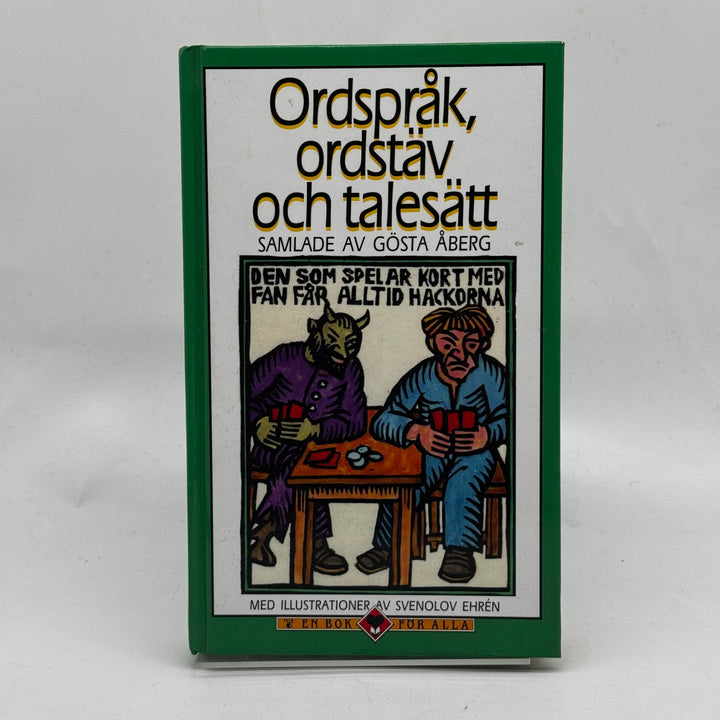 Ordspråk,
ordstäv
och talesätt
SAMLADE AV GÖSTA ÅBERG
DEN SOM SPELAR KORT MED
FAN FÅR ALLTID HACKORNA
MED ILLUSTRATIONER AV SVENOLOV EHRÉN
EN BOK FÖR ALLA